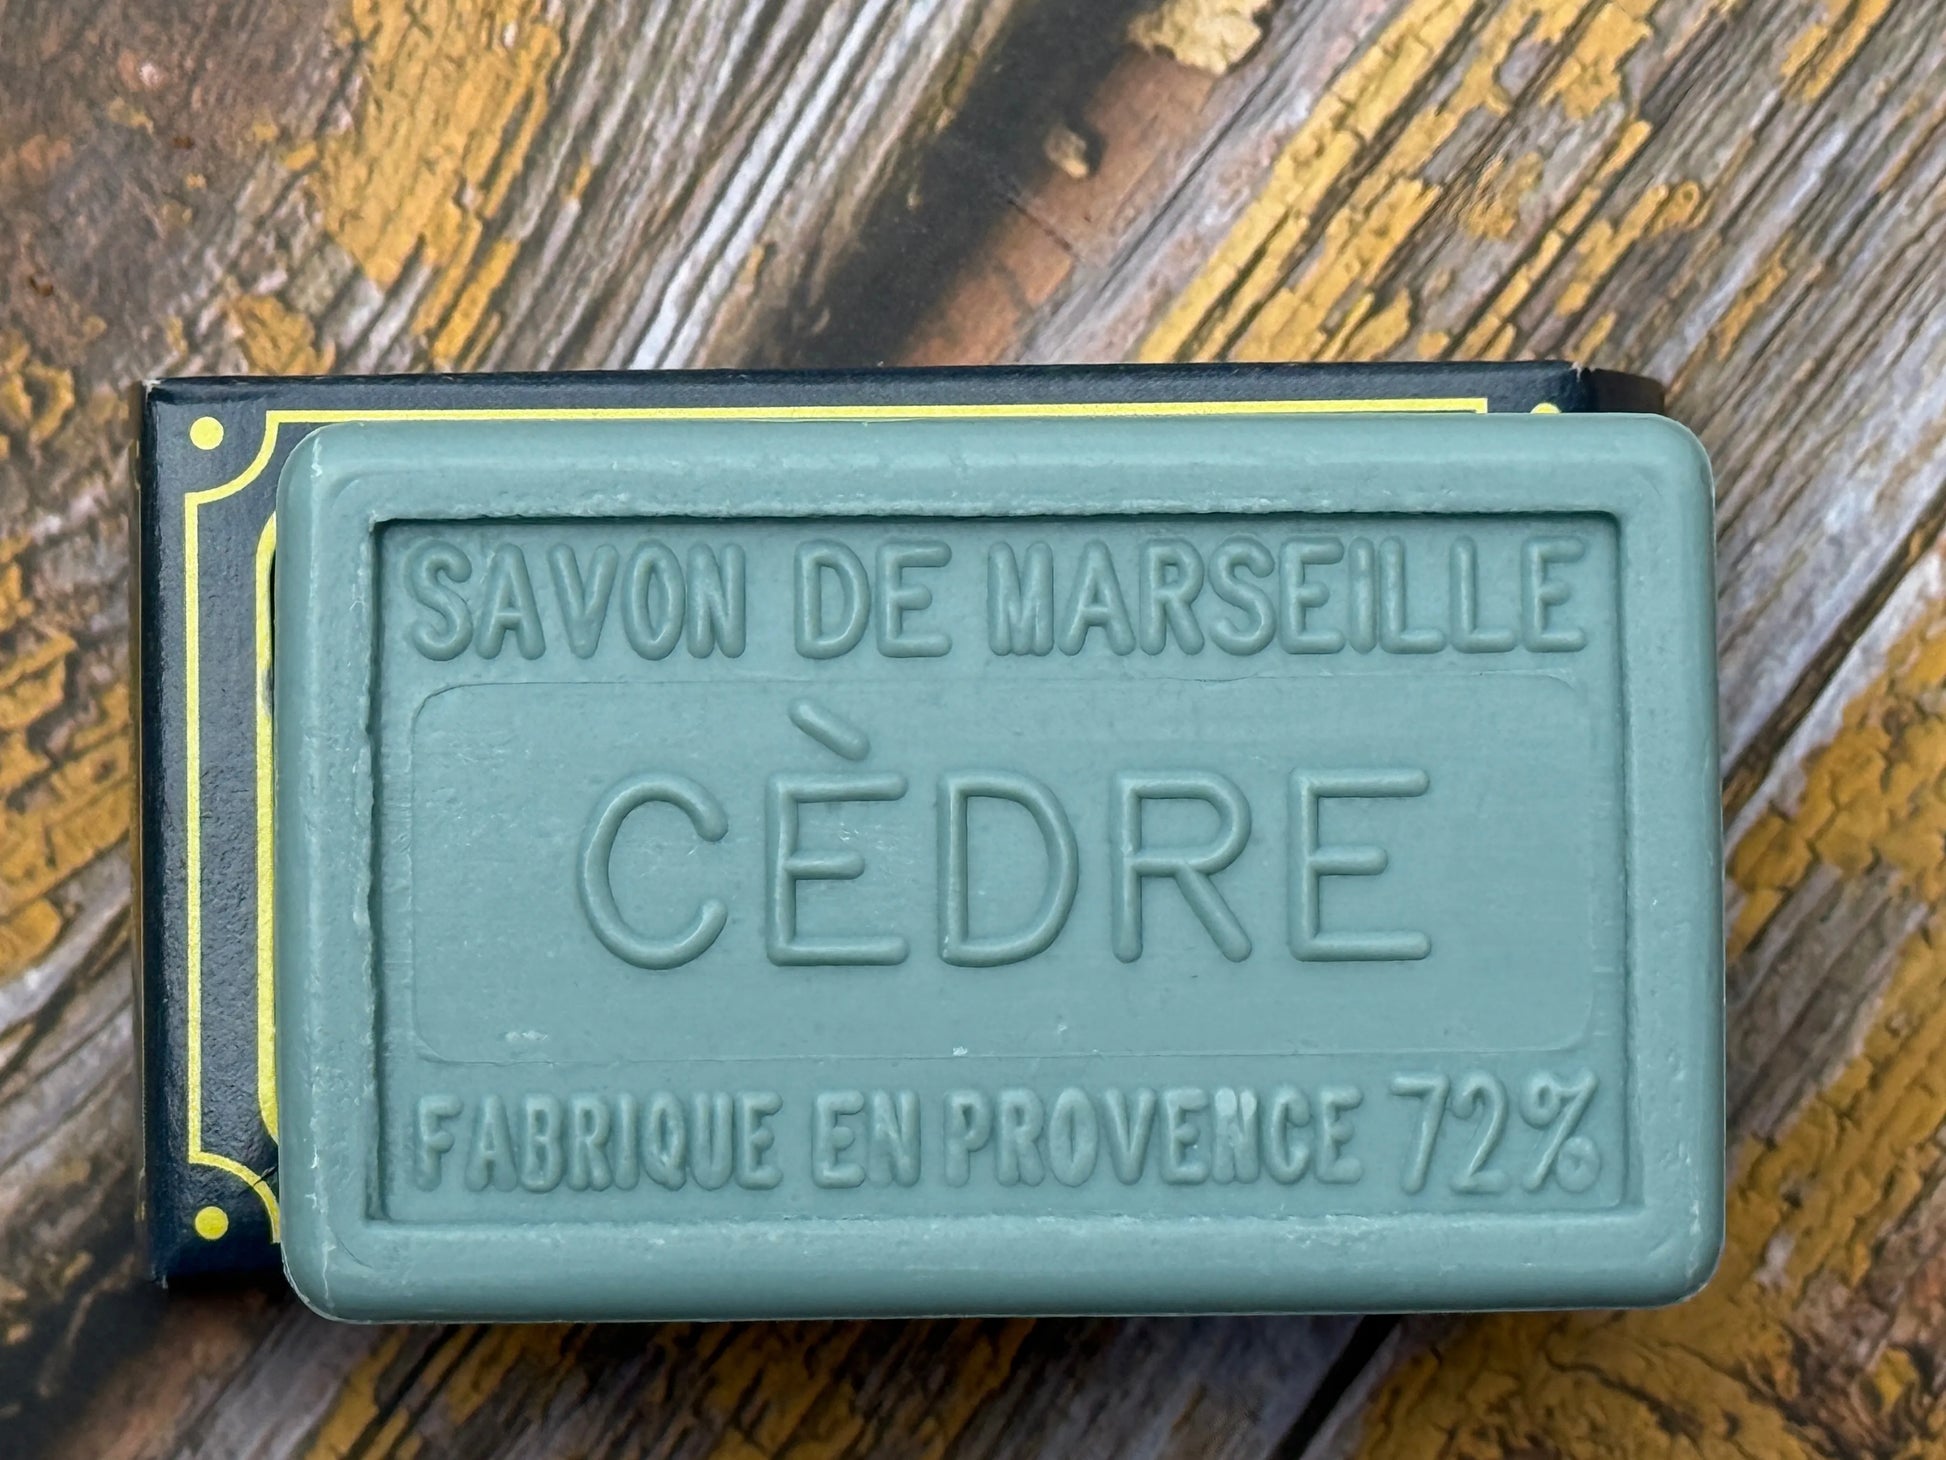 SAVON DE MARSEILLE
CÈDRE
FABRIQUE EN PROVENCE 72%